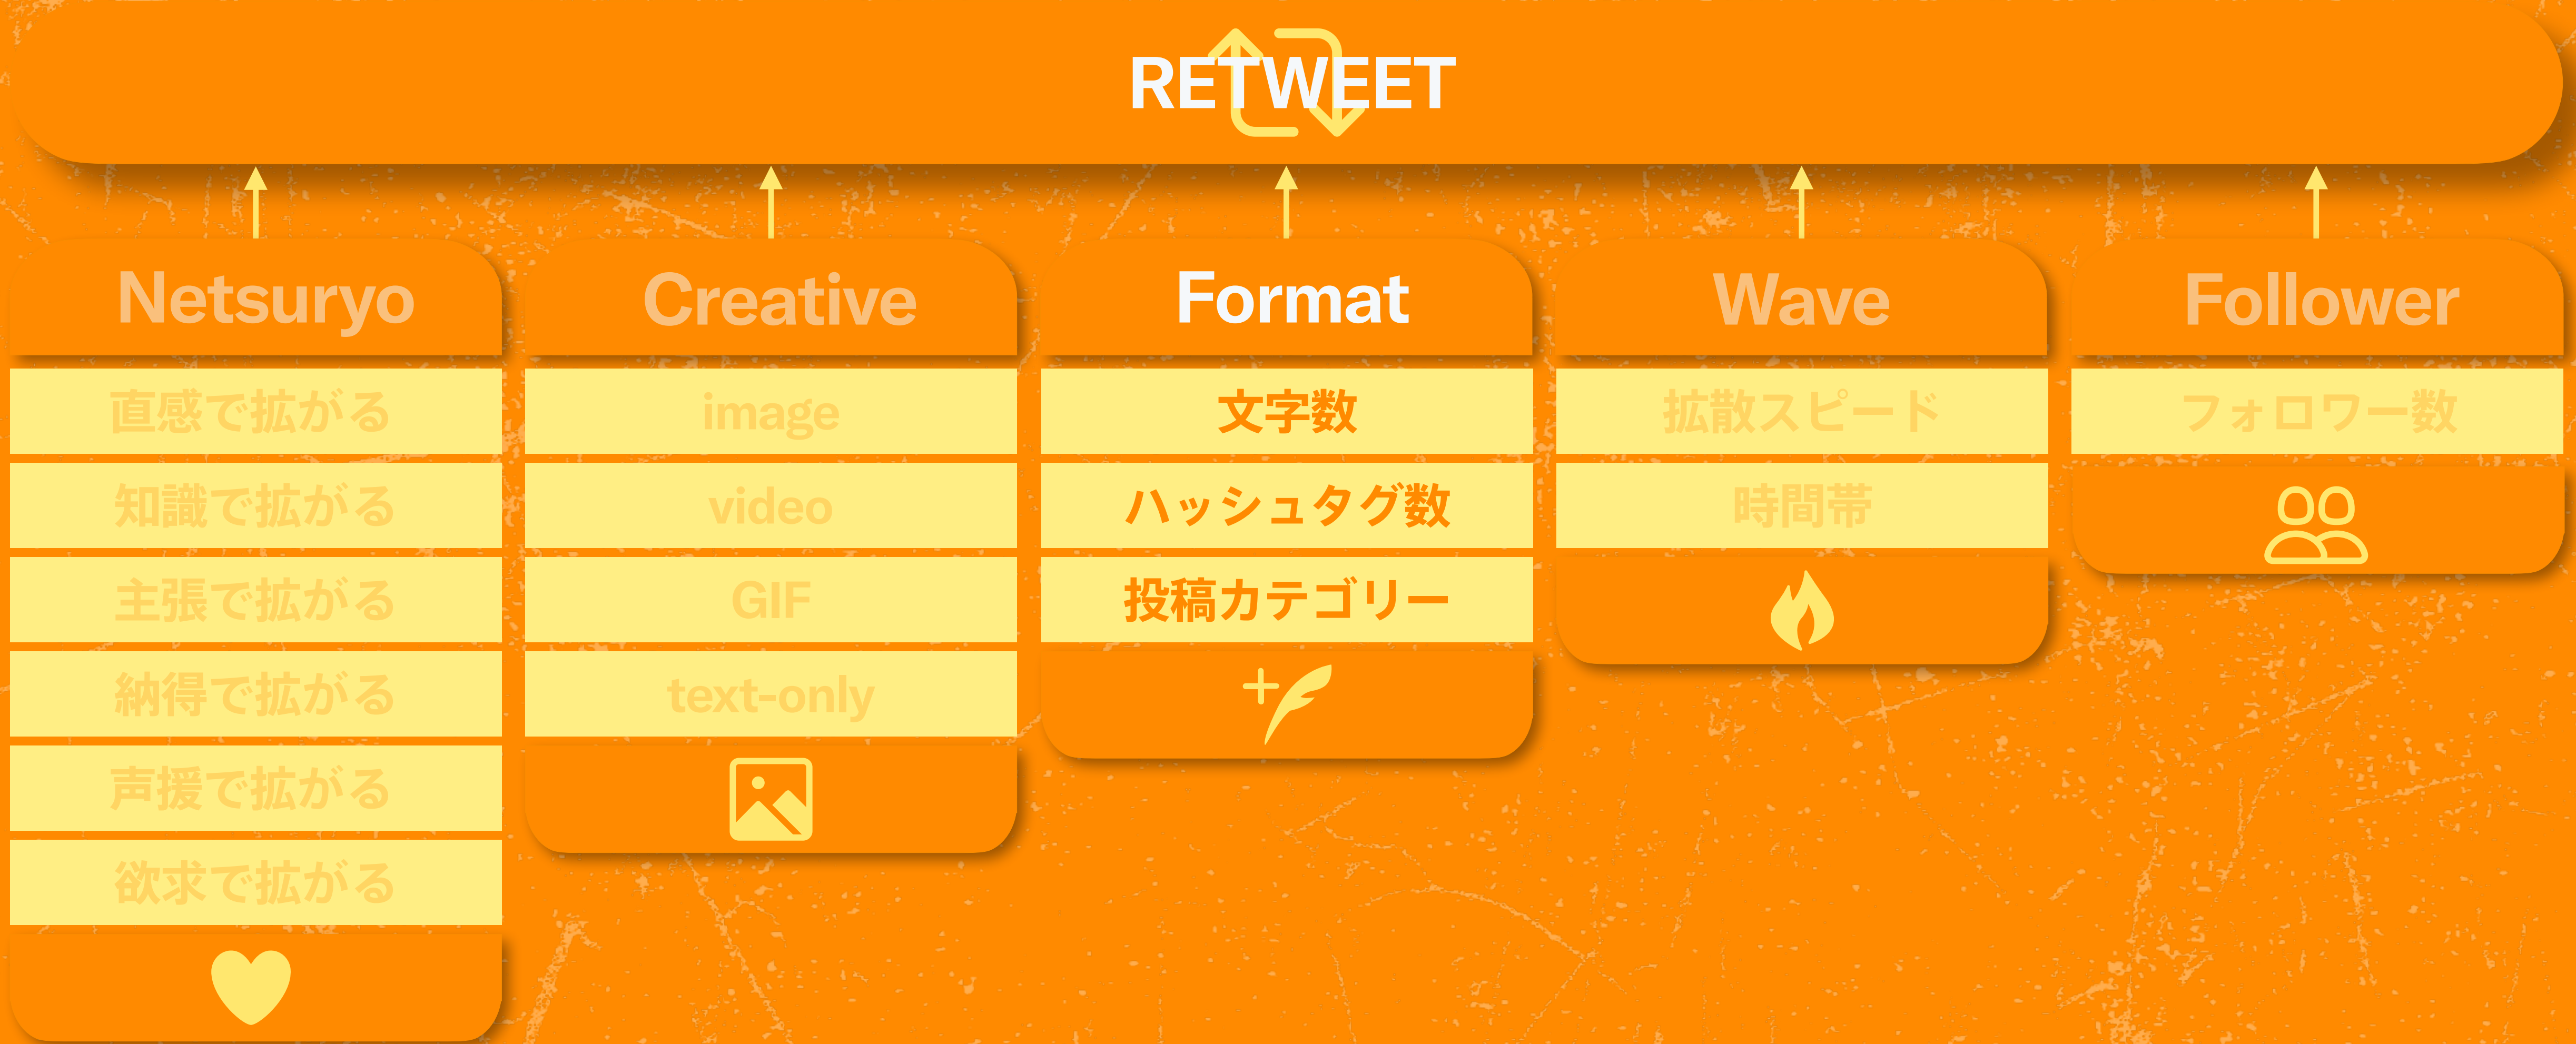 RETWEET
Netsuryo
直感で拡がる
知識で拡がる
主張で拡がる
納得で拡がる
声援で拡がる
欲求で拡がる
Creative
image
video
GIF
text-only
Format
文字数
ハッシュタグ数
投稿カテゴリー
Wave
拡散スピード
時間帯
Follower
フォロワー数